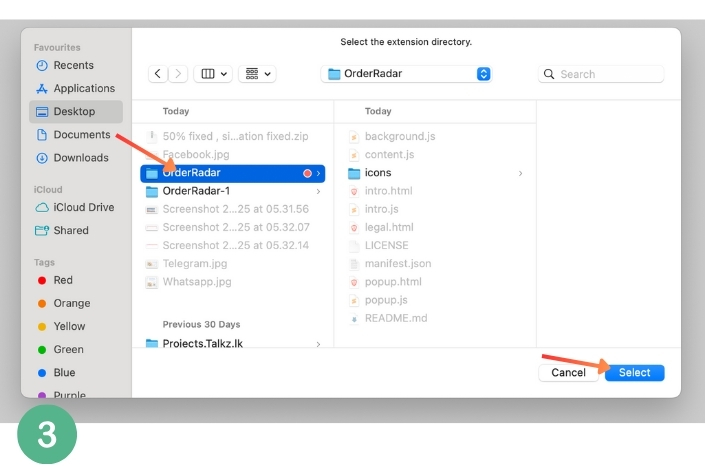 Select the extension directory.
Favourites
Recents
Applications
Desktop
Documents
Downloads
iCloud
iCloud Drive
Shared
Tags
Red
Orange
Yellow
Green
Blue
Purple
OrderRadar
Search
Today
50% fixed , si...ation fixed.zip
Facebook.jpg
OrderRadar
OrderRadar-1
Screenshot 2...25 at 05.31.56
Screenshot 2...25 at 05.32.07
Screenshot 2...25 at 05.32.14
Telegram.jpg
Whatsapp.jpg
Previous 30 Days
Projects.Talkz.lk
Today
background.js
content.js
icons
intro.html
intro.js
legal.html
LICENSE
manifest.json
popup.html
popup.js
README.md
Cancel
Select
3